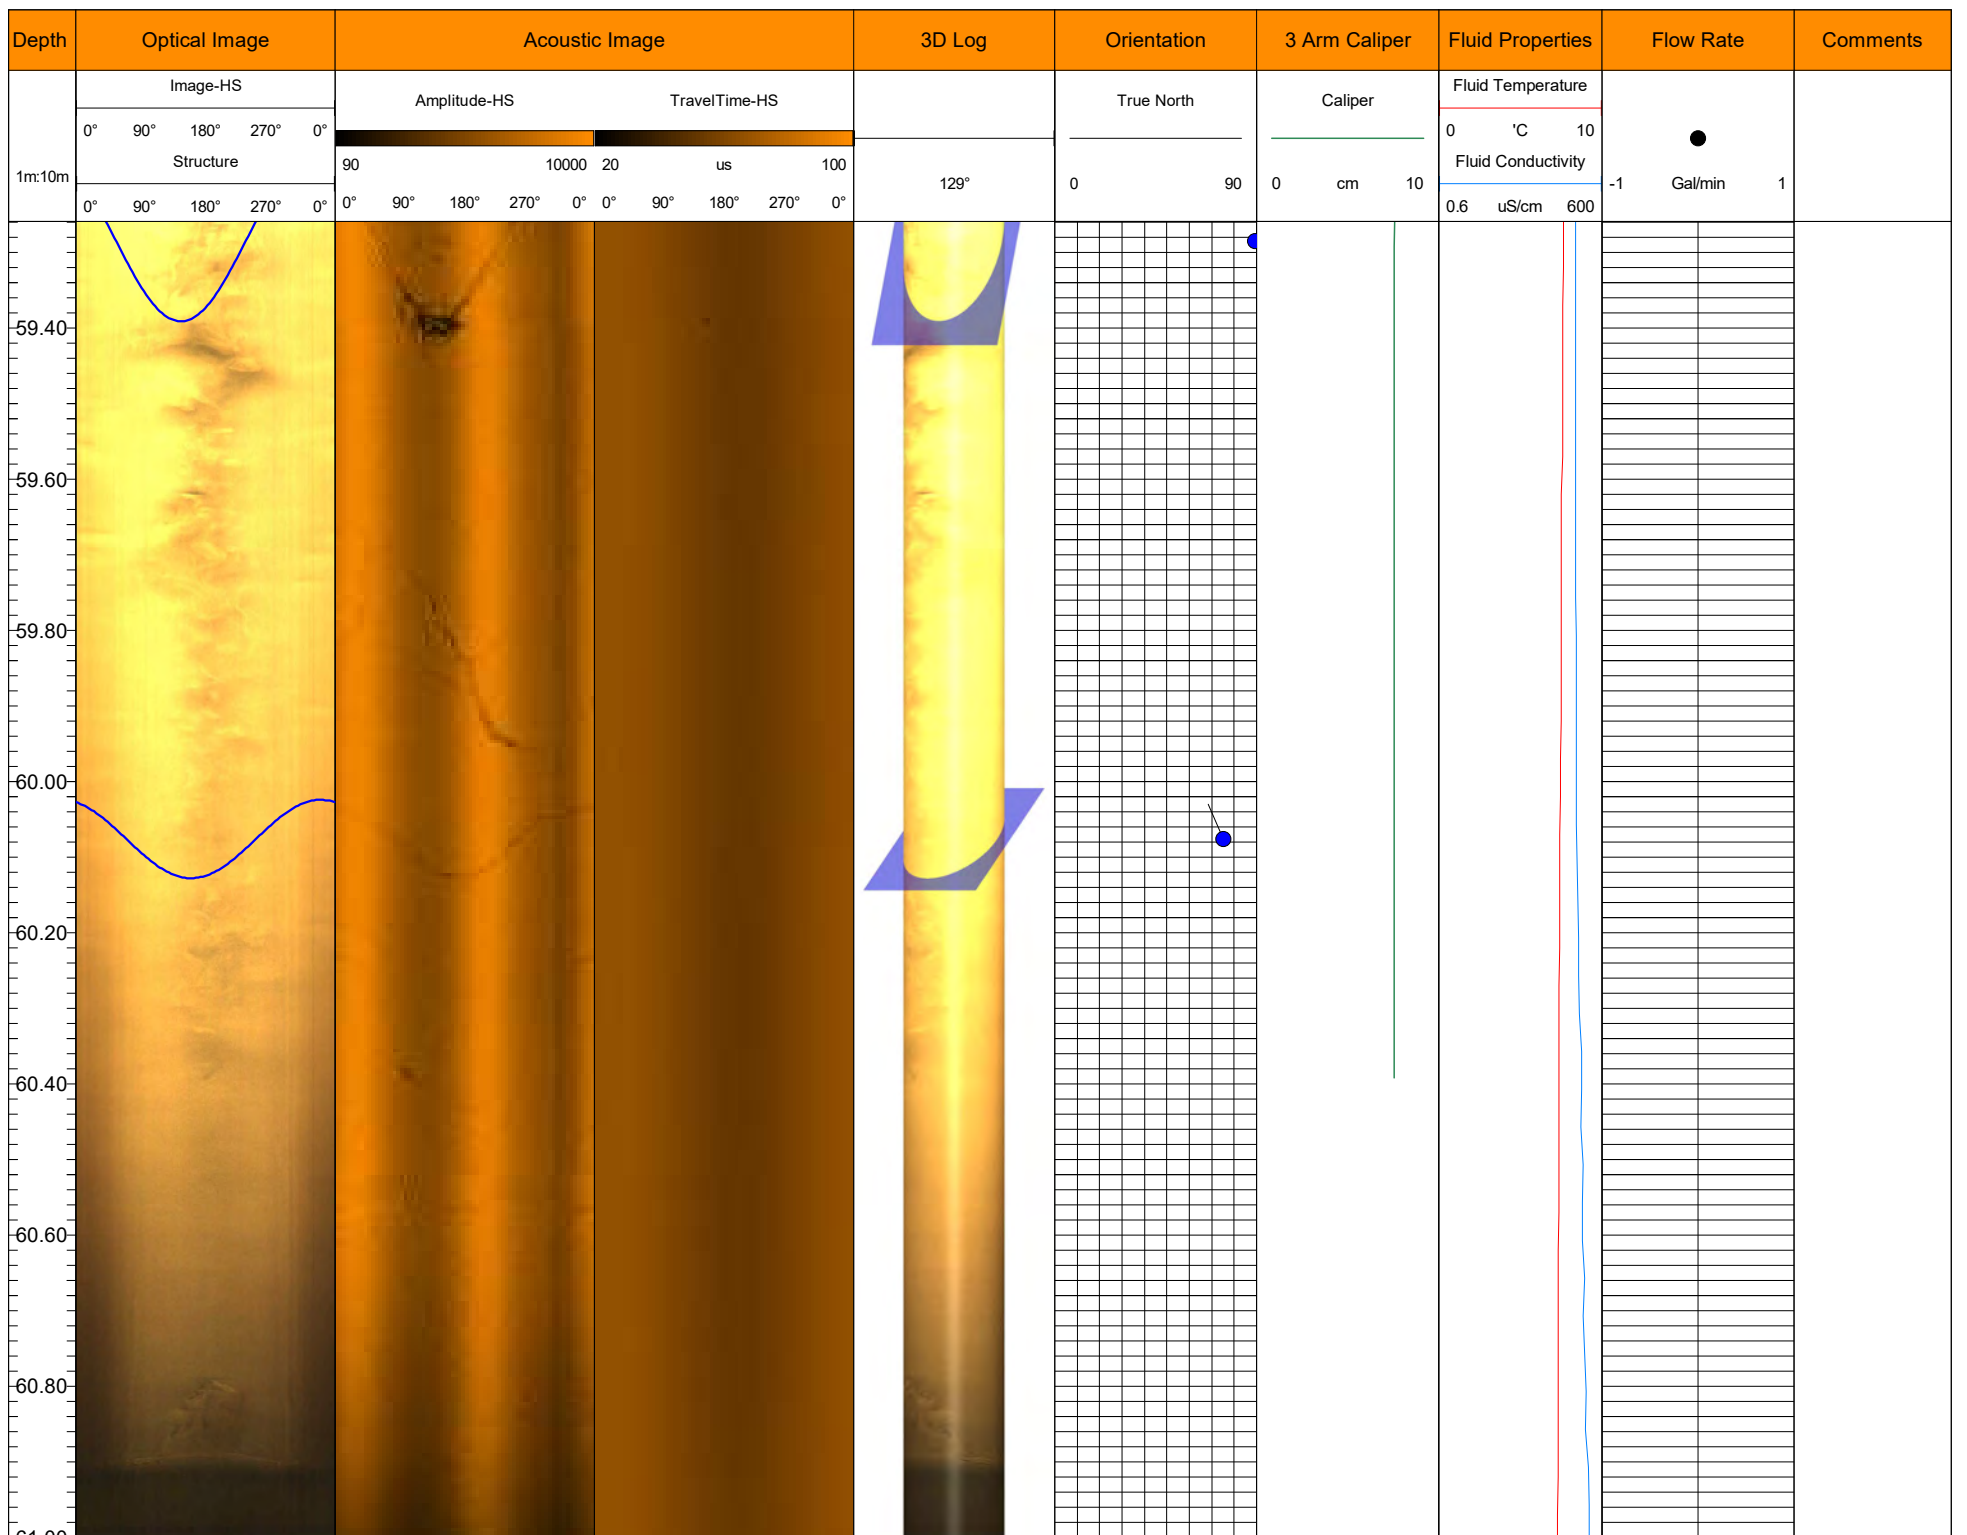 Depth Optical Image Acoustic Image 3D Log Orientation 3 Arm Caliper Fluid Properties Flow Rate Comments
Image-HS Fluid Temperature
Amplitude-HS TravelTime-HS True North Caliper
0° 90° 180° 270° 0° 0 'C 10
Structure Fluid Conductivity
90 10000 20 us 100
1m:10m 129° 0 90 0 cm 10 -1 Gal/min 1
0° 90° 180° 270° 0° 0° 90° 180° 270° 0° 0° 90° 180° 270° 0° 0.6 uS/cm 600
59.40
59.60
59.80
60.00
60.20
60.40
60.60
60.80